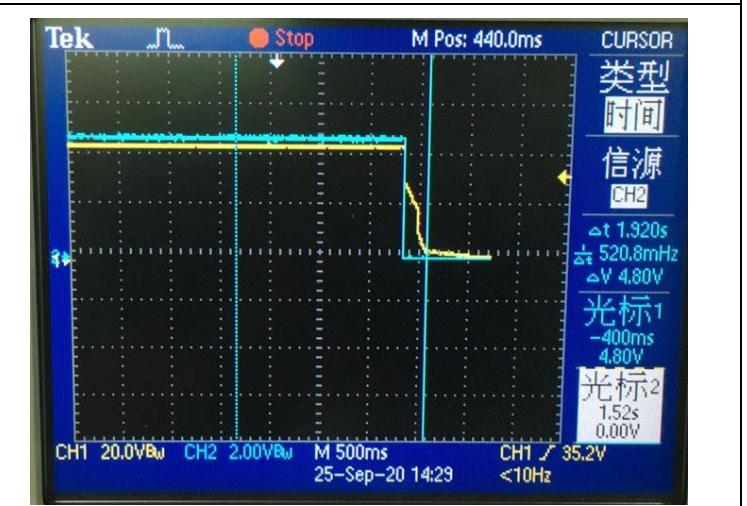 Tek Stop M Pos: 440.0ms CURSOR
类型
时间
信源
CH2
△t 1.920s
1/△t 520.8mHz
△V 4.80V
光标1
-400ms
4.80V
光标2
1.52s
0.00V
CH1 20.0VBw CH2 2.00VBw M 500ms CH1 ∕ 35.2V
25-Sep-20 14:29 <10Hz